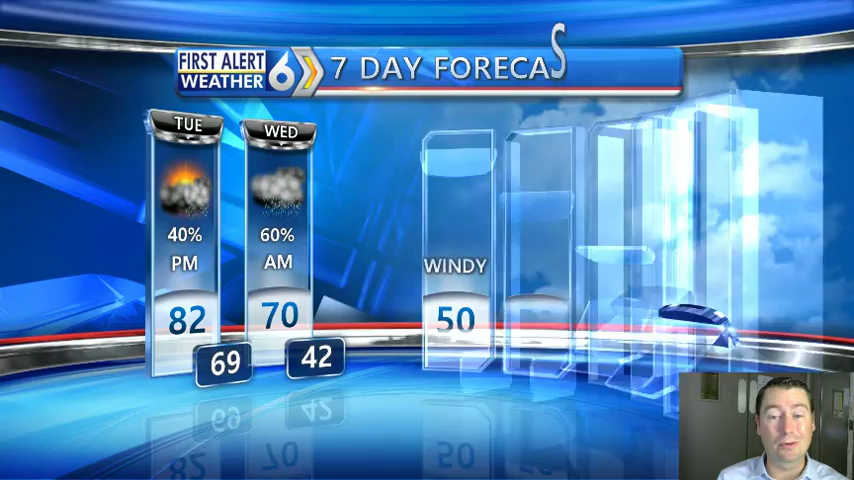 FIRST ALERT
WEATHER 6
7 DAY FORECAS
TUE
40%
PM
82
69
WED
60%
AM
70
42
WINDY
50